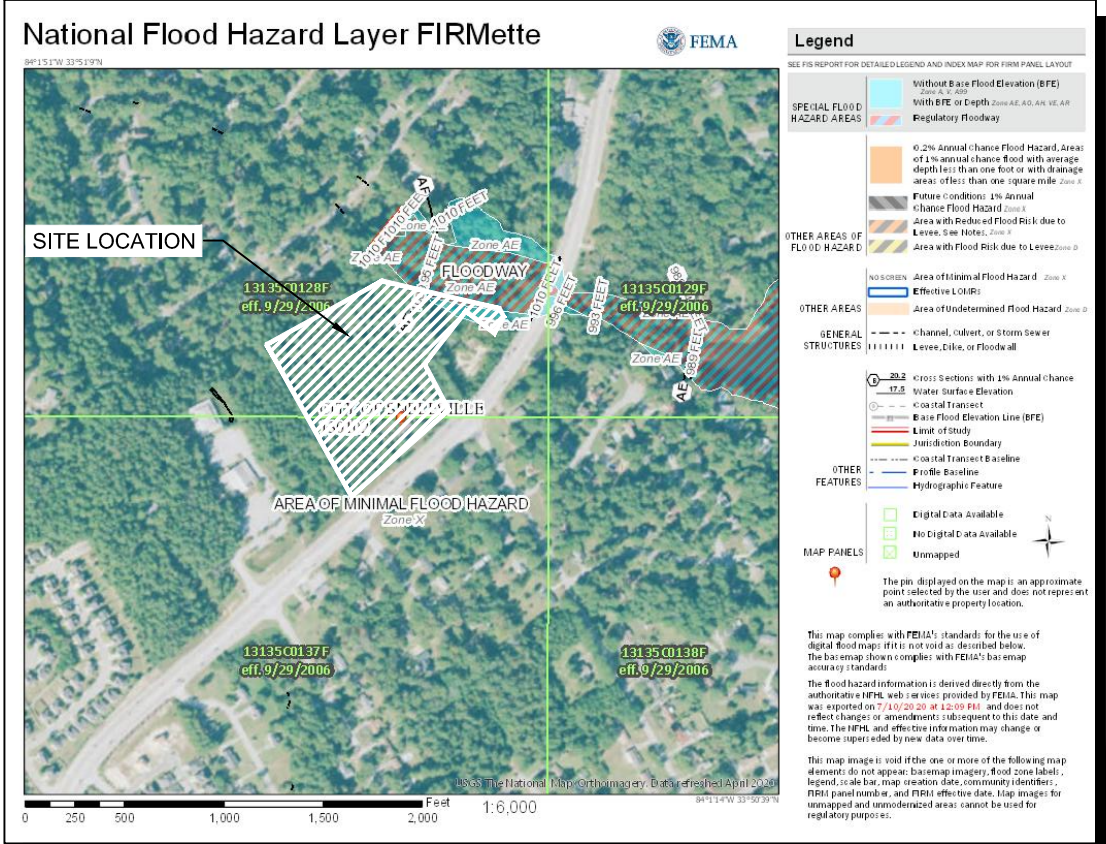 National Flood Hazard Layer FIRMette
FEMA
84°1'51"W 33°51'9"N
SITE LOCATION
AF
1010 FEET
1010 FEET
Zone AE
Zone AE
FLOODWAY
Zone AE
Zone AE
1010 FEET
996 FEET
993 FEET
989 FEET
Zone AE
AE
13135C0128F
eff. 9/29/2006
13135C0129F
eff. 9/29/2006
AREA OF MINIMAL FLOOD HAZARD
Zone X
13135C0137F
eff. 9/29/2006
13135C0138F
eff. 9/29/2006
USGS The National Map: Orthoimagery. Data refreshed April 2020
0 250 500 1,000 1,500 2,000 Feet 1:6,000
84°1'14"W 33°50'39"N
Legend
SEE FIS REPORT FOR DETAILED LEGEND AND INDEX MAP FOR FIRM PANEL LAYOUT
SPECIAL FLOOD
HAZARD AREAS
Without Base Flood Elevation (BFE)
Zone A, V, A99
With BFE or Depth Zone AE, AO, AH, VE, AR
Regulatory Floodway
0.2% Annual Chance Flood Hazard, Areas
of 1% annual chance flood with average
depth less than one foot or with drainage
areas of less than one square mile Zone X
Future Conditions 1% Annual
Chance Flood Hazard Zone X
Area with Reduced Flood Risk due to
Levee. See Notes. Zone X
Area with Flood Risk due to Levee Zone D
OTHER AREAS OF
FLOOD HAZARD
NO SCREEN Area of Minimal Flood Hazard Zone X
Effective LOMRs
Area of Undetermined Flood Hazard Zone D
OTHER AREAS
GENERAL
STRUCTURES
Channel, Culvert, or Storm Sewer
Levee, Dike, or Floodwall
B 20.2 Cross Sections with 1% Annual Chance
17.5 Water Surface Elevation
Coastal Transect
Base Flood Elevation Line (BFE)
Limit of Study
Jurisdiction Boundary
Coastal Transect Baseline
Profile Baseline
Hydrographic Feature
OTHER
FEATURES
Digital Data Available
No Digital Data Available
Unmapped
MAP PANELS
N
The pin displayed on the map is an approximate
point selected by the user and does not represent
an authoritative property location.
This map complies with FEMA's standards for the use of
digital flood maps if it is not void as described below.
The basemap shown complies with FEMA's basemap
accuracy standards
The flood hazard information is derived directly from the
authoritative NFHL web services provided by FEMA. This map
was exported on 7/10/2020 at 12:09 PM and does not
reflect changes or amendments subsequent to this date and
time. The NFHL and effective information may change or
become superseded by new data over time.
This map image is void if the one or more of the following map
elements do not appear: basemap imagery, flood zone labels,
legend, scale bar, map creation date, community identifiers,
FIRM panel number, and FIRM effective date. Map images for
unmapped and unmodernized areas cannot be used for
regulatory purposes.